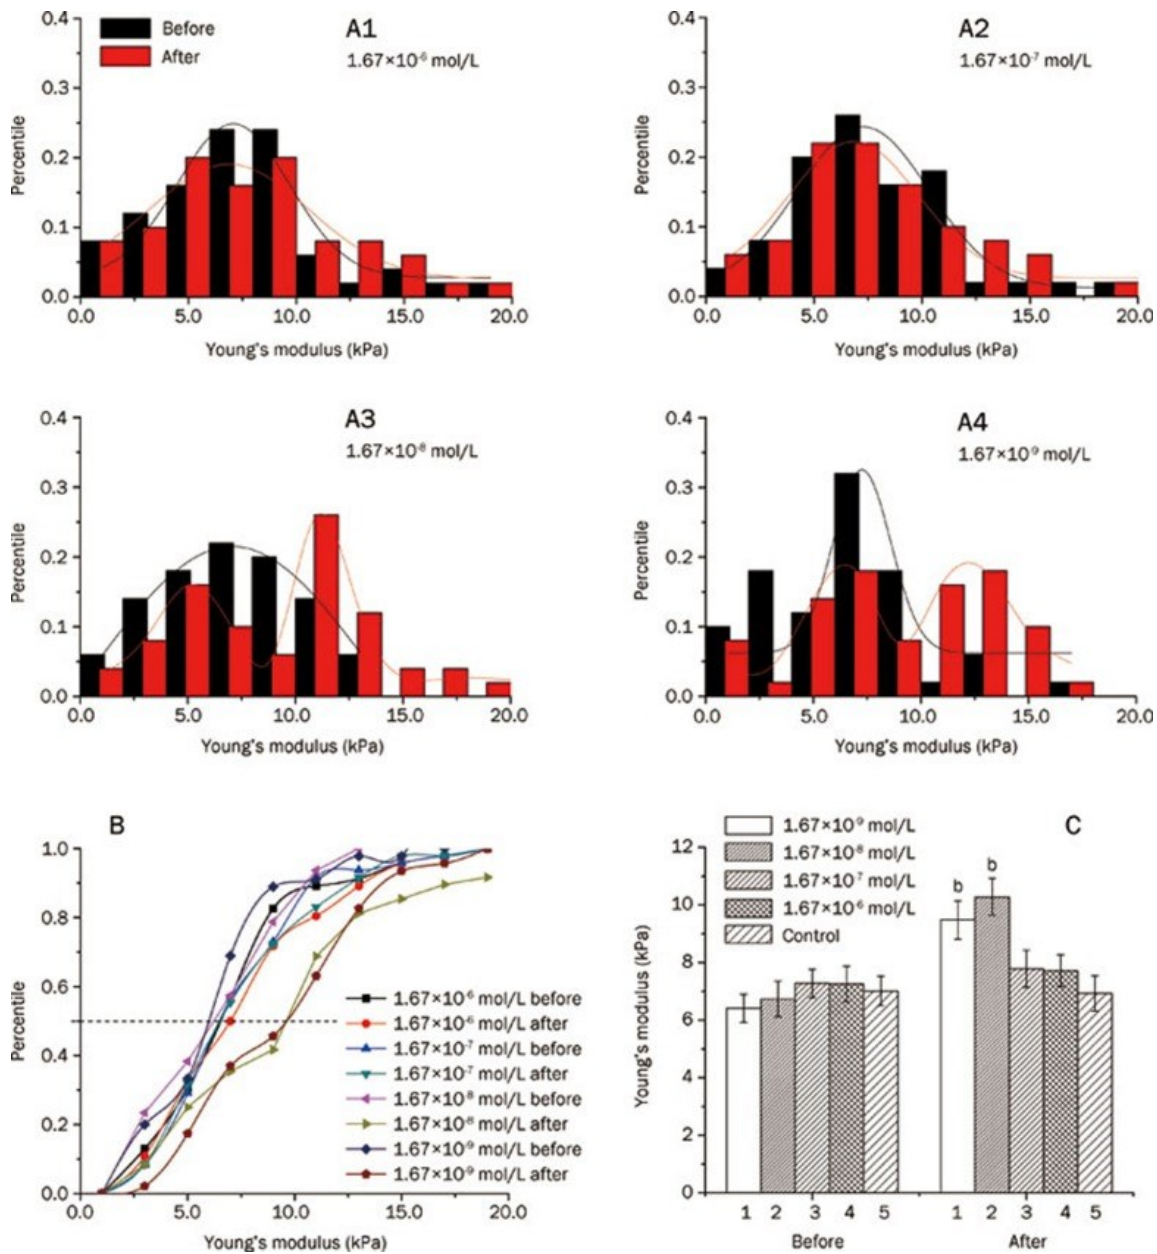 A1
1.67×10⁻⁶ mol/L
Before
After
Percentile
0.4
0.3
0.2
0.1
0.0
0.0 5.0 10.0 15.0 20.0
Young's modulus (kPa)
A2
1.67×10⁻⁷ mol/L
Percentile
0.4
0.3
0.2
0.1
0.0
0.0 5.0 10.0 15.0 20.0
Young's modulus (kPa)
A3
1.67×10⁻⁸ mol/L
Percentile
0.4
0.3
0.2
0.1
0.0
0.0 5.0 10.0 15.0 20.0
Young's modulus (kPa)
A4
1.67×10⁻⁹ mol/L
Percentile
0.4
0.3
0.2
0.1
0.0
0.0 5.0 10.0 15.0 20.0
Young's modulus (kPa)
B
Percentile
1.0
0.8
0.6
0.4
0.2
0.0
1.67×10⁻⁶ mol/L before
1.67×10⁻⁶ mol/L after
1.67×10⁻⁷ mol/L before
1.67×10⁻⁷ mol/L after
1.67×10⁻⁸ mol/L before
1.67×10⁻⁸ mol/L after
1.67×10⁻⁹ mol/L before
1.67×10⁻⁹ mol/L after
0.0 5.0 10.0 15.0 20.0
Young's modulus (kPa)
C
1.67×10⁻⁹ mol/L
1.67×10⁻⁸ mol/L
1.67×10⁻⁷ mol/L
1.67×10⁻⁶ mol/L
Control
Young's modulus (kPa)
12
10
8
6
4
2
0
b b
1 2 3 4 5 1 2 3 4 5
Before After